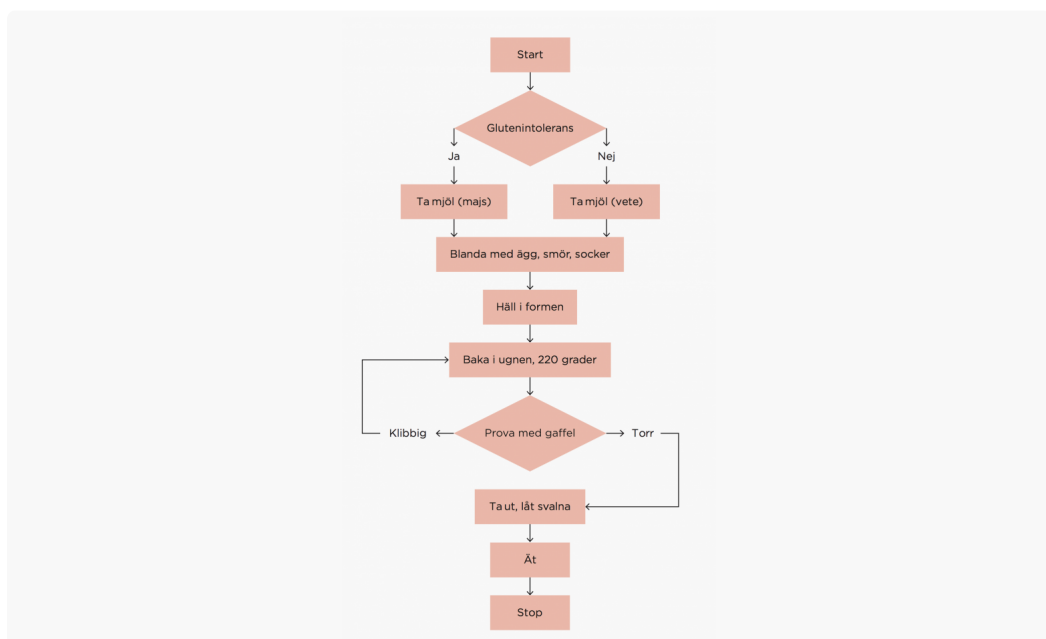 Start
Glutenintolerans
Ja
Nej
Ta mjöl (majs)
Ta mjöl (vete)
Blanda med ägg, smör, socker
Häll i formen
Baka i ugnen, 220 grader
Klibbig
Prova med gaffel
Torr
Ta ut, låt svalna
Ät
Stop